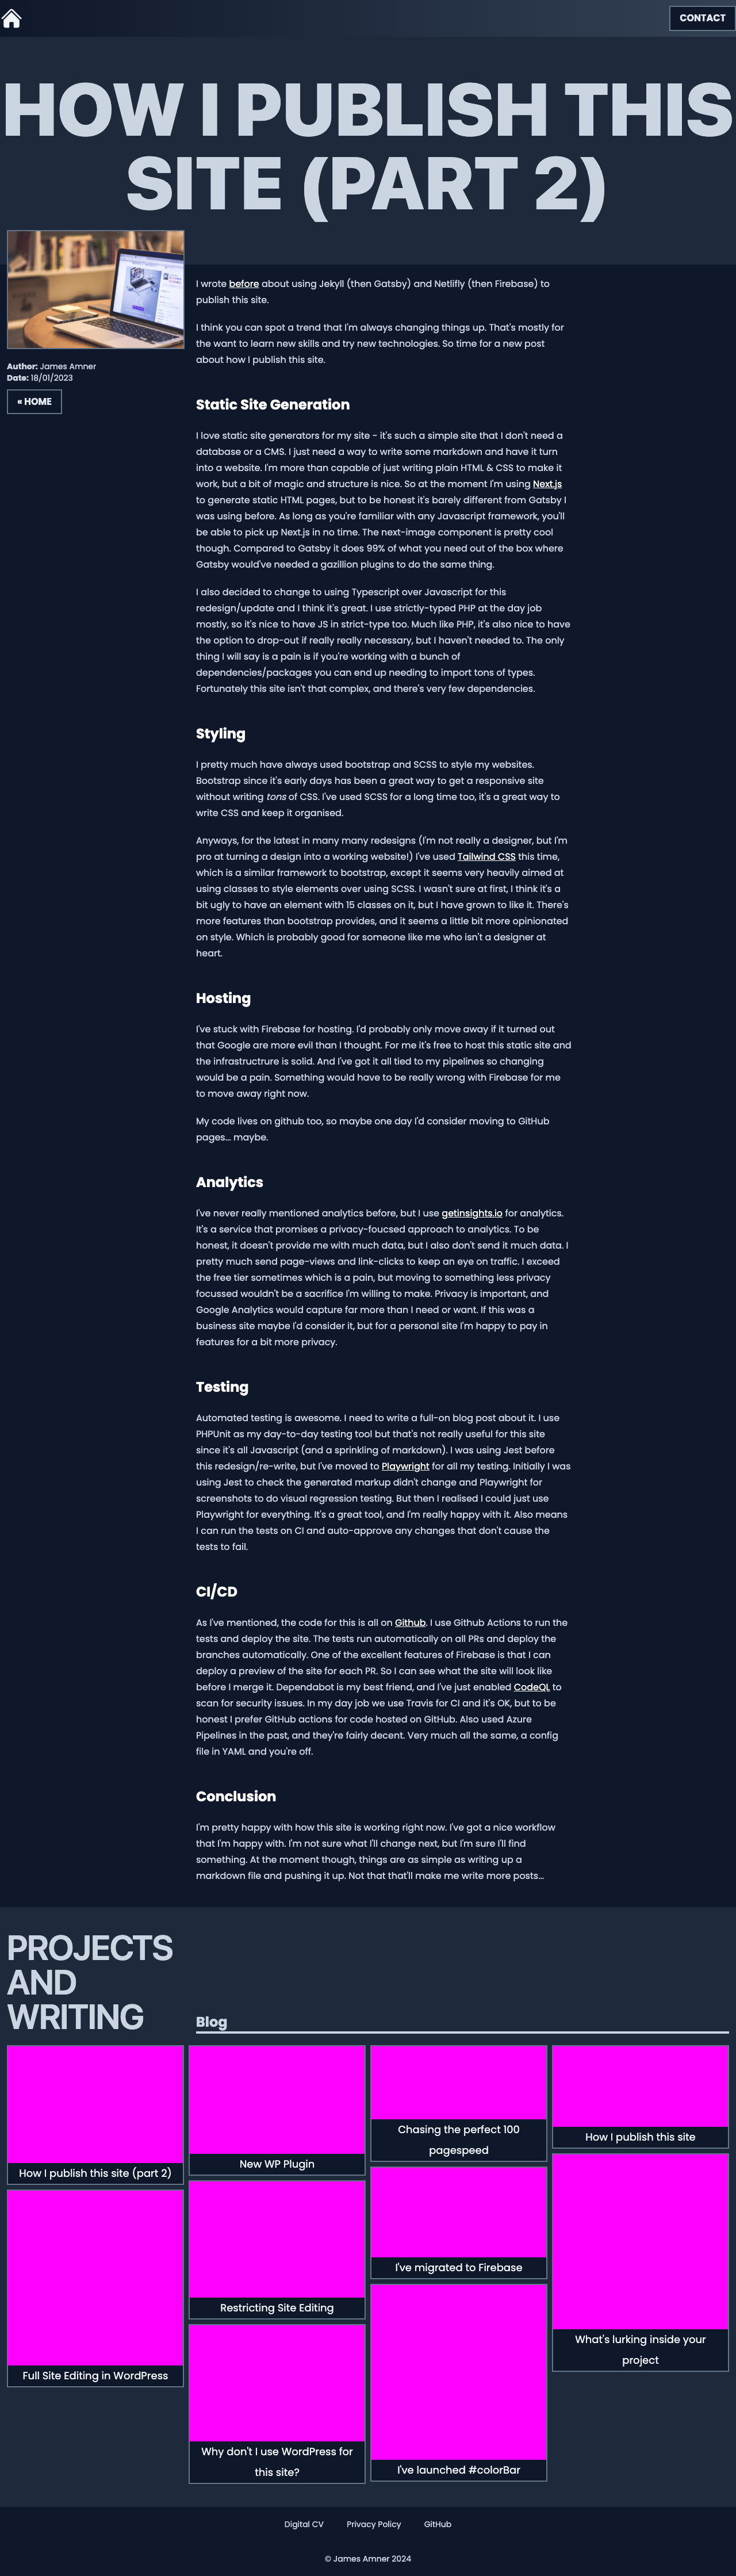 CONTACT
HOW I PUBLISH THIS
SITE (PART 2)
Author: James Amner
Date: 18/01/2023
« HOME
I wrote before about using Jekyll (then Gatsby) and Netlifly (then Firebase) to
publish this site.
I think you can spot a trend that I'm always changing things up. That's mostly for
the want to learn new skills and try new technologies. So time for a new post
about how I publish this site.
Static Site Generation
I love static site generators for my site - it's such a simple site that I don't need a
database or a CMS. I just need a way to write some markdown and have it turn
into a website. I'm more than capable of just writing plain HTML & CSS to make it
work, but a bit of magic and structure is nice. So at the moment I'm using Next.js
to generate static HTML pages, but to be honest it's barely different from Gatsby I
was using before. As long as you're familiar with any Javascript framework, you'll
be able to pick up Next.js in no time. The next-image component is pretty cool
though. Compared to Gatsby it does 99% of what you need out of the box where
Gatsby would've needed a gazillion plugins to do the same thing.
I also decided to change to using Typescript over Javascript for this
redesign/update and I think it's great. I use strictly-typed PHP at the day job
mostly, so it's nice to have JS in strict-type too. Much like PHP, it's also nice to have
the option to drop-out if really really necessary, but I haven't needed to. The only
thing I will say is a pain is if you're working with a bunch of
dependencies/packages you can end up needing to import tons of types.
Fortunately this site isn't that complex, and there's very few dependencies.
Styling
I pretty much have always used bootstrap and SCSS to style my websites.
Bootstrap since it's early days has been a great way to get a responsive site
without writing tons of CSS. I've used SCSS for a long time too, it's a great way to
write CSS and keep it organised.
Anyways, for the latest in many many redesigns (I'm not really a designer, but I'm
pro at turning a design into a working website!) I've used Tailwind CSS this time,
which is a similar framework to bootstrap, except it seems very heavily aimed at
using classes to style elements over using SCSS. I wasn't sure at first, I think it's a
bit ugly to have an element with 15 classes on it, but I have grown to like it. There's
more features than bootstrap provides, and it seems a little bit more opinionated
on style. Which is probably good for someone like me who isn't a designer at
heart.
Hosting
I've stuck with Firebase for hosting. I'd probably only move away if it turned out
that Google are more evil than I thought. For me it's free to host this static site and
the infrastructrure is solid. And I've got it all tied to my pipelines so changing
would be a pain. Something would have to be really wrong with Firebase for me
to move away right now.
My code lives on github too, so maybe one day I'd consider moving to GitHub
pages... maybe.
Analytics
I've never really mentioned analytics before, but I use getinsights.io for analytics.
It's a service that promises a privacy-foucsed approach to analytics. To be
honest, it doesn't provide me with much data, but I also don't send it much data. I
pretty much send page-views and link-clicks to keep an eye on traffic. I exceed
the free tier sometimes which is a pain, but moving to something less privacy
focussed wouldn't be a sacrifice I'm willing to make. Privacy is important, and
Google Analytics would capture far more than I need or want. If this was a
business site maybe I'd consider it, but for a personal site I'm happy to pay in
features for a bit more privacy.
Testing
Automated testing is awesome. I need to write a full-on blog post about it. I use
PHPUnit as my day-to-day testing tool but that's not really useful for this site
since it's all Javascript (and a sprinkling of markdown). I was using Jest before
this redesign/re-write, but I've moved to Playwright for all my testing. Initially I was
using Jest to check the generated markup didn't change and Playwright for
screenshots to do visual regression testing. But then I realised I could just use
Playwright for everything. It's a great tool, and I'm really happy with it. Also means
I can run the tests on CI and auto-approve any changes that don't cause the
tests to fail.
CI/CD
As I've mentioned, the code for this is all on Github. I use Github Actions to run the
tests and deploy the site. The tests run automatically on all PRs and deploy the
branches automatically. One of the excellent features of Firebase is that I can
deploy a preview of the site for each PR. So I can see what the site will look like
before I merge it. Dependabot is my best friend, and I've just enabled CodeQL to
scan for security issues. In my day job we use Travis for CI and it's OK, but to be
honest I prefer GitHub actions for code hosted on GitHub. Also used Azure
Pipelines in the past, and they're fairly decent. Very much all the same, a config
file in YAML and you're off.
Conclusion
I'm pretty happy with how this site is working right now. I've got a nice workflow
that I'm happy with. I'm not sure what I'll change next, but I'm sure I'll find
something. At the moment though, things are as simple as writing up a
markdown file and pushing it up. Not that that'll make me write more posts...
PROJECTS
AND
WRITING
Blog
How I publish this site (part 2)
New WP Plugin
Chasing the perfect 100
pagespeed
How I publish this site
Full Site Editing in WordPress
Restricting Site Editing
I've migrated to Firebase
What's lurking inside your
project
Why don't I use WordPress for
this site?
I've launched #colorBar
Digital CV
Privacy Policy
GitHub
© James Amner 2024